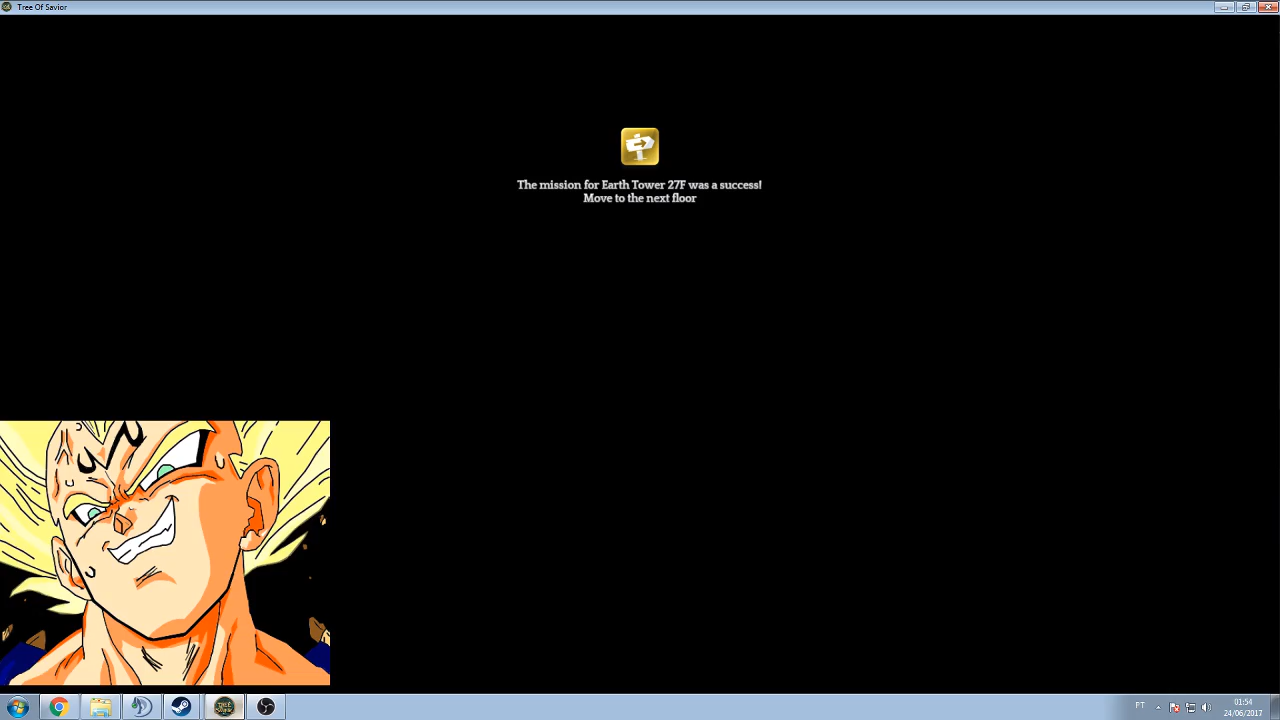 Tree Of Savior
The mission for Earth Tower 27F was a success!
Move to the next floor
PT
01:54
24/06/2017